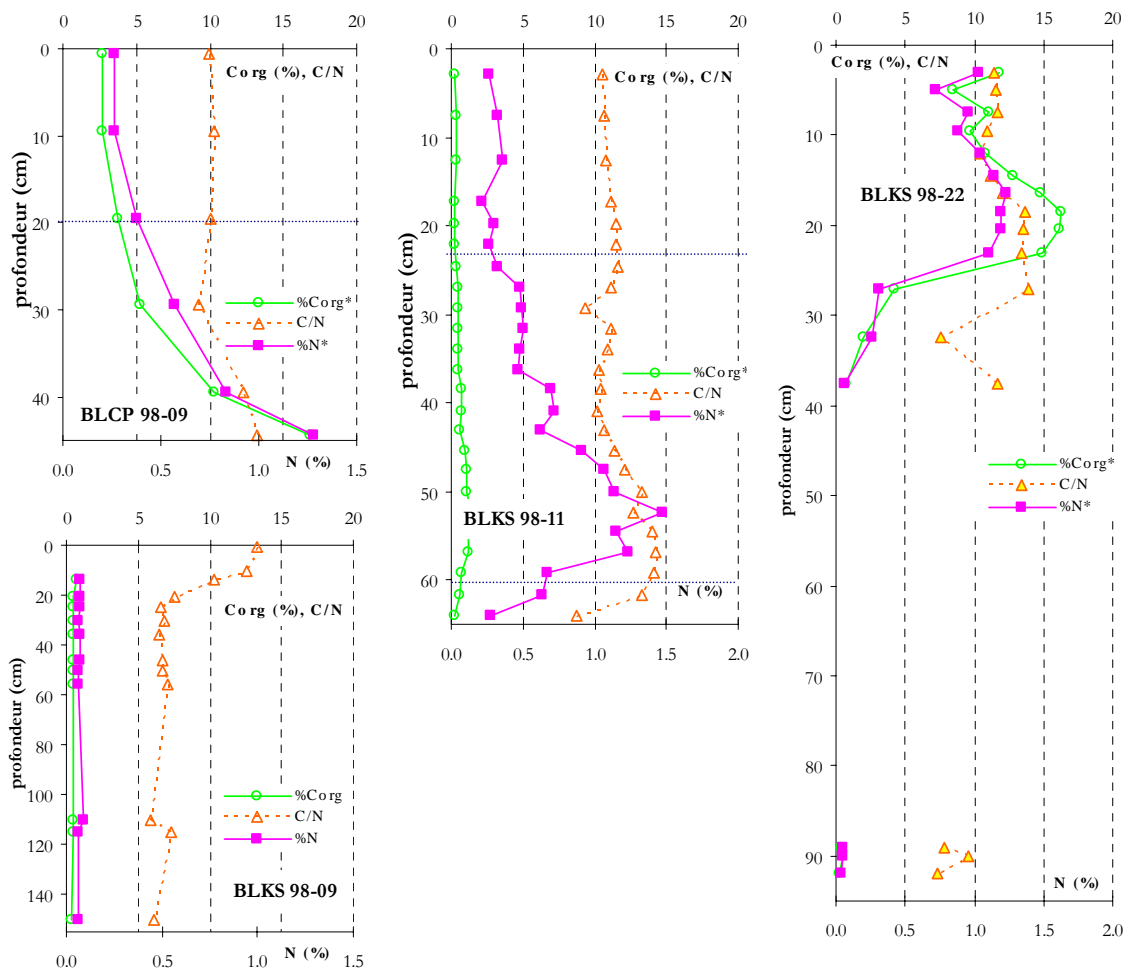 0 5 10 15 20
0
10
20
30
40
profondeur (cm)
Corg (%), C/N
%Corg*
C/N
%N*
BLCP 98-09
0.0 0.5 1.0 15
N (%)
0 5 10 15 20
0
20
40
60
80
100
120
140
profondeur (cm)
Corg (%), C/N
%Corg
C/N
%N
BLKS 98-09
N (%)
0.0 0.5 1.0 1.5
0 5 10 15 20
0
10
20
30
40
50
60
profondeur (cm)
Corg (%), C/N
%Corg*
C/N
%N*
BLKS 98-11
N (%)
0.0 0.5 1.0 1.5 2.0
0 5 10 15 20
0
10
20
30
40
50
60
70
80
90
profondeur (cm)
Corg (%), C/N
BLKS 98-22
%Corg*
C/N
%N*
N (%)
0.0 0.5 1.0 1.5 2.0